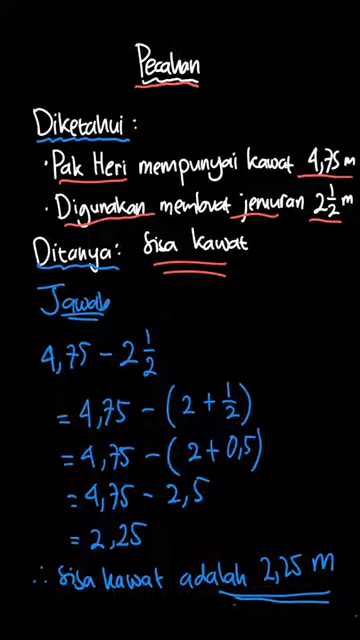 Pecahan
Diketahui :
· Pak Heri mempunyai kawat 4,75 m
· Digunakan membuat jemuran 2 1/2 m
Ditanya : Sisa kawat
Jawab
4,75 - 2 1/2
= 4,75 - (2 + 1/2)
= 4,75 - (2 + 0,5)
= 4,75 - 2,5
= 2,25
∴ Sisa kawat adalah 2,25 m